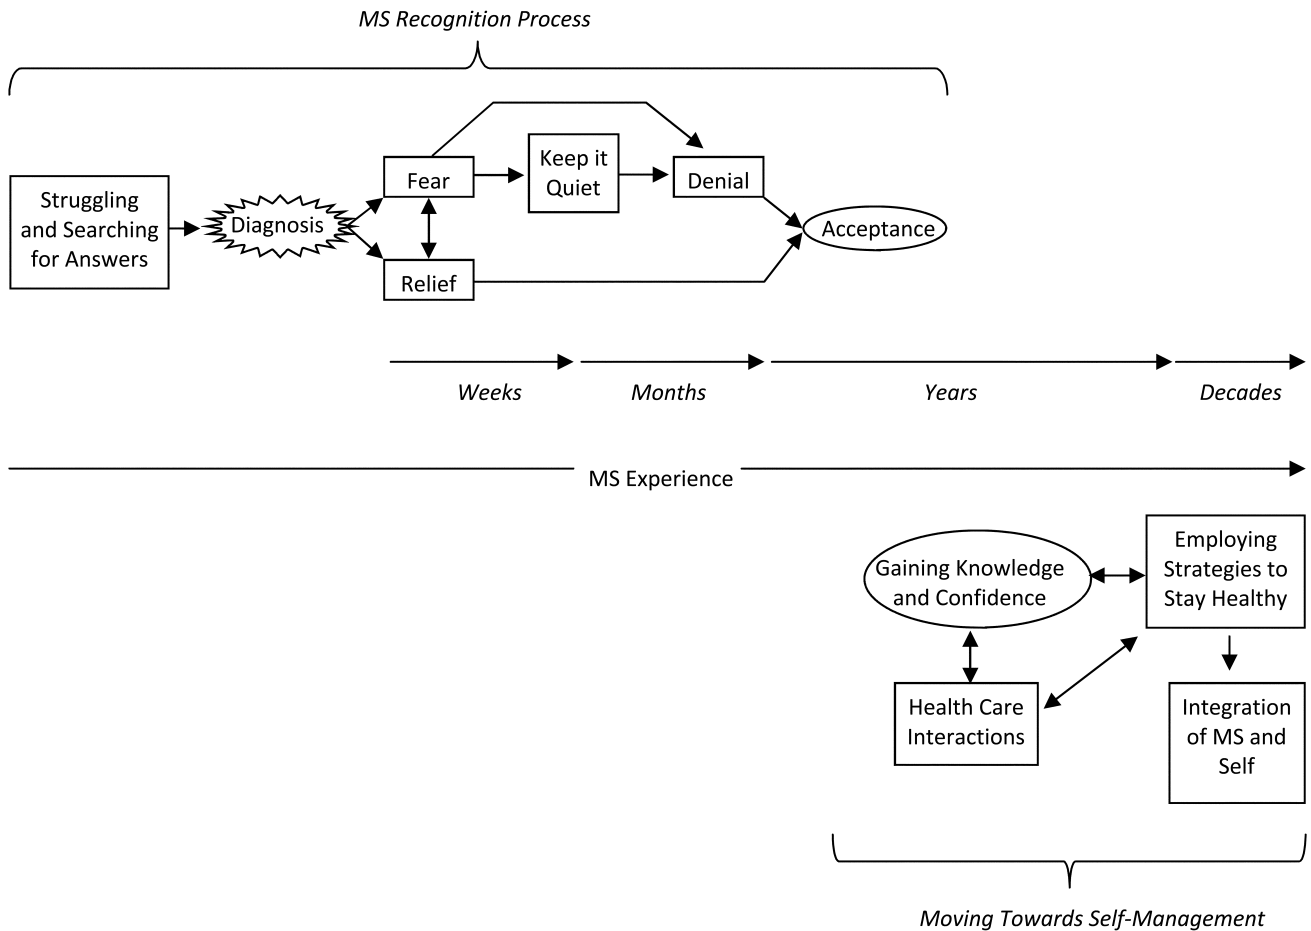 MS Recognition Process
Struggling
and Searching
for Answers
Diagnosis
Fear
Relief
Keep it
Quiet
Denial
Acceptance
Weeks
Months
Years
Decades
MS Experience
Gaining Knowledge
and Confidence
Employing
Strategies to
Stay Healthy
Health Care
Interactions
Integration
of MS and
Self
Moving Towards Self-Management